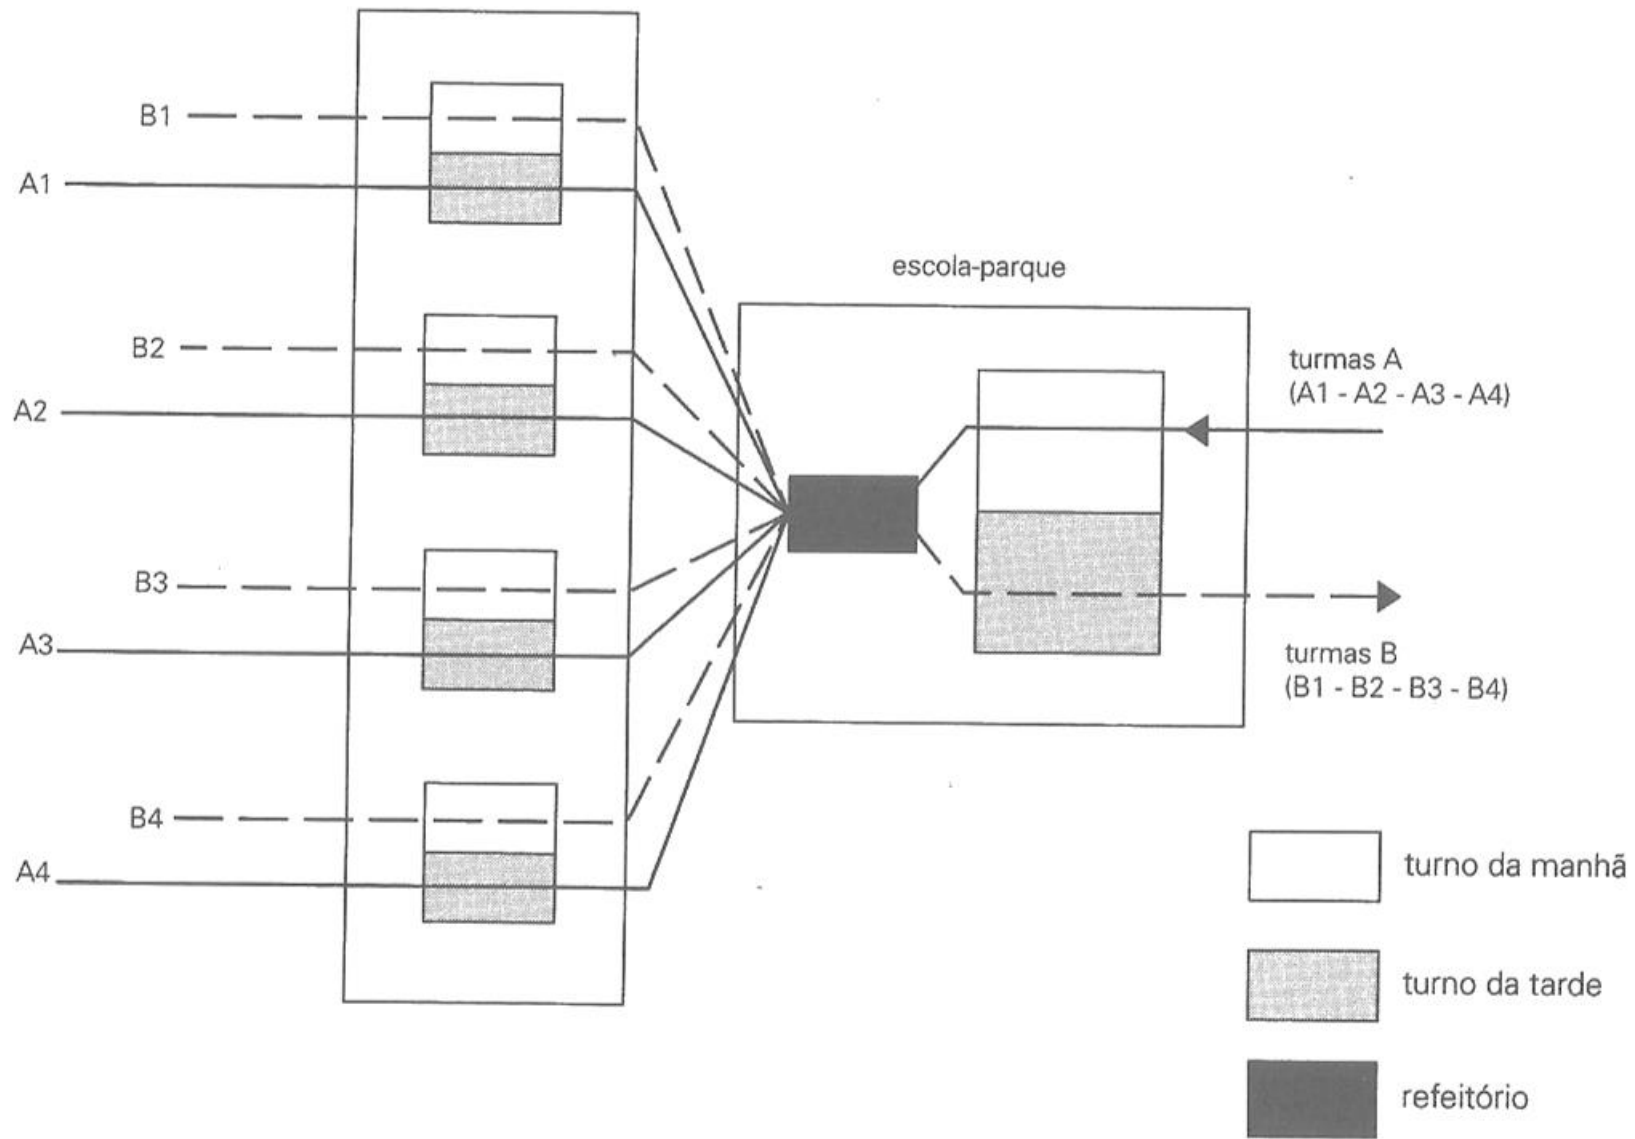 B1
A1
B2
A2
B3
A3
B4
A4
escola-parque
turmas A
(A1 - A2 - A3 - A4)
turmas B
(B1 - B2 - B3 - B4)
turno da manhã
turno da tarde
refeitório